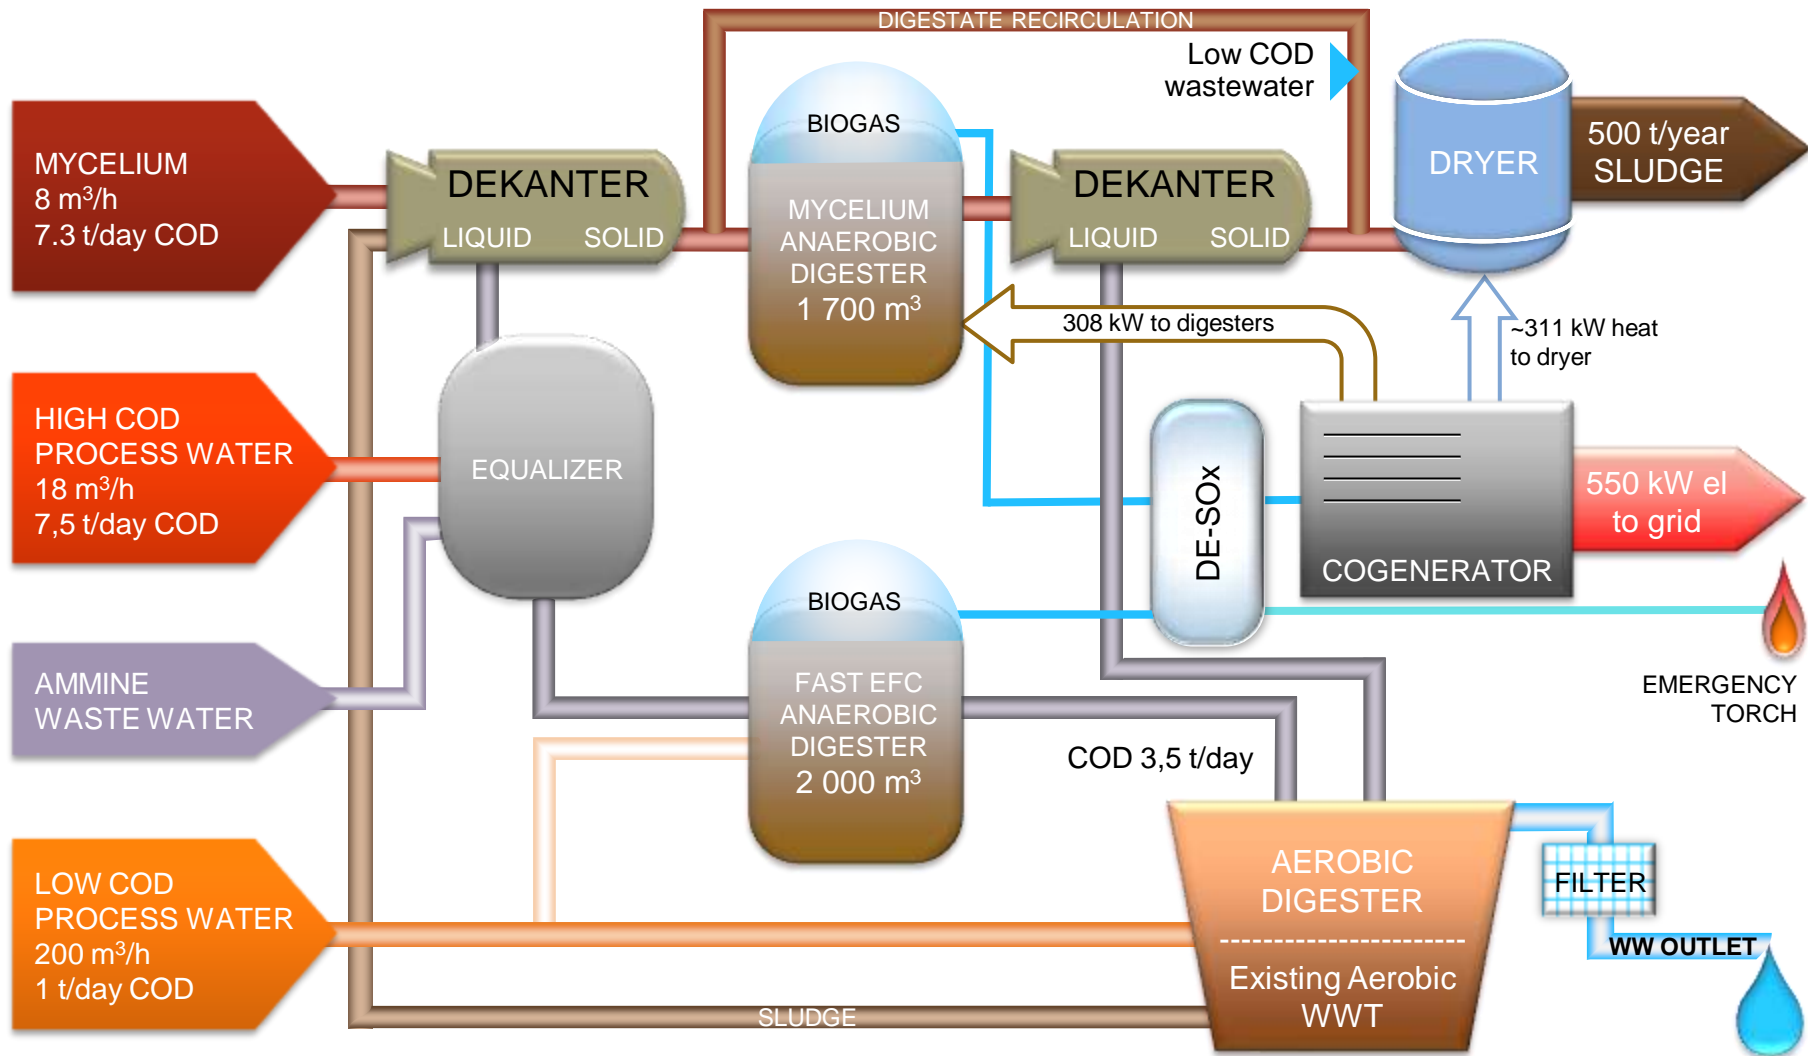 DIGESTATE RECIRCULATION
Low COD
wastewater
MYCELIUM
8 m³/h
7.3 t/day COD
DEKANTER
LIQUID SOLID
BIOGAS
MYCELIUM
ANAEROBIC
DIGESTER
1 700 m³
DEKANTER
LIQUID SOLID
DRYER
500 t/year
SLUDGE
308 kW to digesters
~311 kW heat
to dryer
HIGH COD
PROCESS WATER
18 m³/h
7,5 t/day COD
EQUALIZER
DE-SOx
COGENERATOR
550 kW el
to grid
BIOGAS
FAST EFC
ANAEROBIC
DIGESTER
2 000 m³
EMERGENCY
TORCH
AMMINE
WASTE WATER
COD 3,5 t/day
LOW COD
PROCESS WATER
200 m³/h
1 t/day COD
AEROBIC
DIGESTER
Existing Aerobic
WWT
FILTER
WW OUTLET
SLUDGE